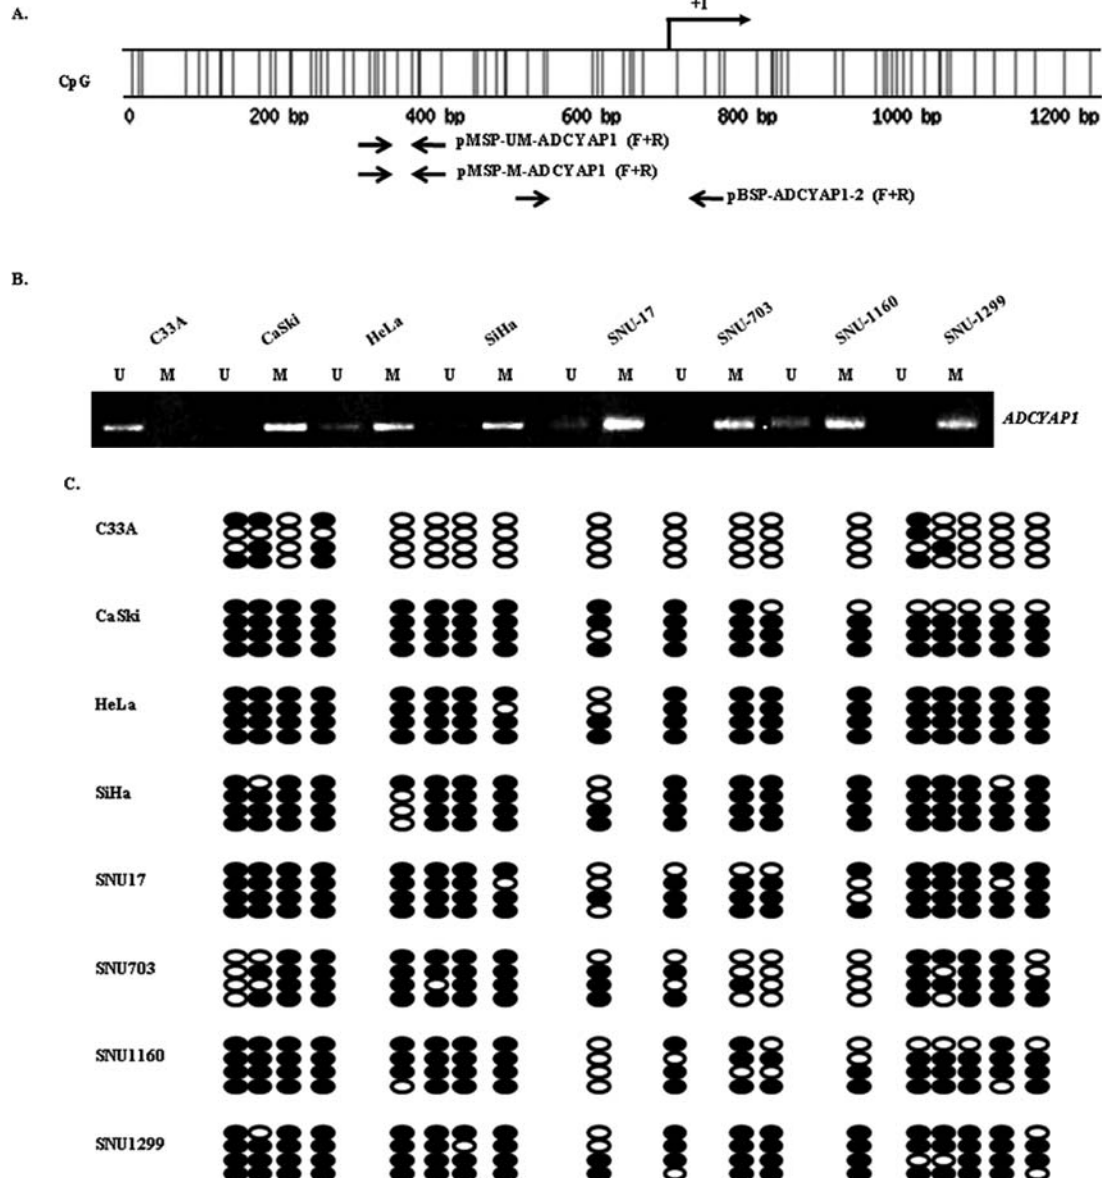 A.
+1
CpG
0 200 bp 400 bp 600 bp 800 bp 1000 bp 1200 bp
pMSP-UM-ADCYAP1 (F+R)
pMSP-M-ADCYAP1 (F+R)
pBSP-ADCYAP1-2 (F+R)
B.
C33A CaSki HeLa SiHa SNU-17 SNU-703 SNU-1160 SNU-1299
U M U M U M U M U M U M U M U M
ADCYAP1
C.
C33A
CaSki
HeLa
SiHa
SNU17
SNU703
SNU1160
SNU1299